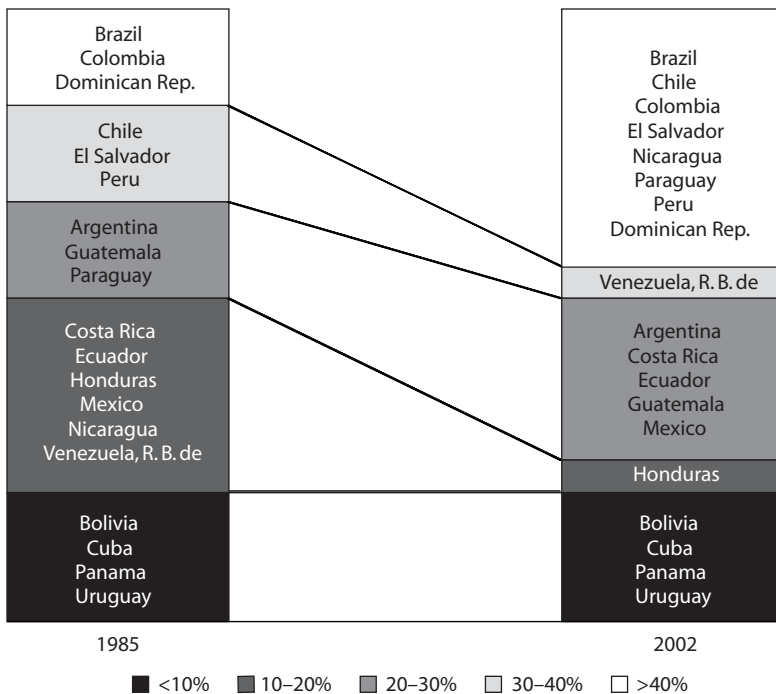 Brazil
Colombia
Dominican Rep.
Chile
El Salvador
Peru
Argentina
Guatemala
Paraguay
Costa Rica
Ecuador
Honduras
Mexico
Nicaragua
Venezuela, R. B. de
Bolivia
Cuba
Panama
Uruguay
1985
Brazil
Chile
Colombia
El Salvador
Nicaragua
Paraguay
Peru
Dominican Rep.
Venezuela, R. B. de
Argentina
Costa Rica
Ecuador
Guatemala
Mexico
Honduras
Bolivia
Cuba
Panama
Uruguay
2002
<10% 10–20% 20–30% 30–40% >40%